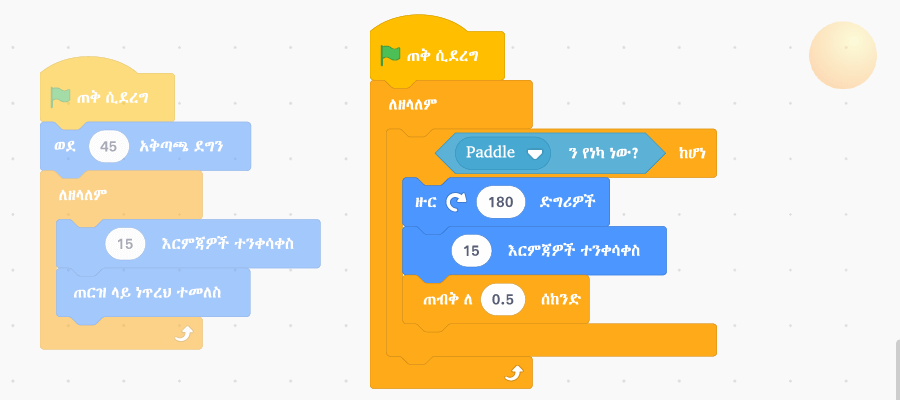 ጠቅ ሲደረግ
ወደ 45 አቅጣጫ ደግን
ለዘላለም
15 እርምጃዎች ተንቀሳቀስ
ጠርዝ ላይ ነጥረህ ተመለስ
ጠቅ ሲደረግ
ለዘላለም
Paddle ን የነካ ነው? ከሆነ
ዙር 180 ድግሪዎች
15 እርምጃዎች ተንቀሳቀስ
ጠብቅ ለ 0.5 ሰከንድ